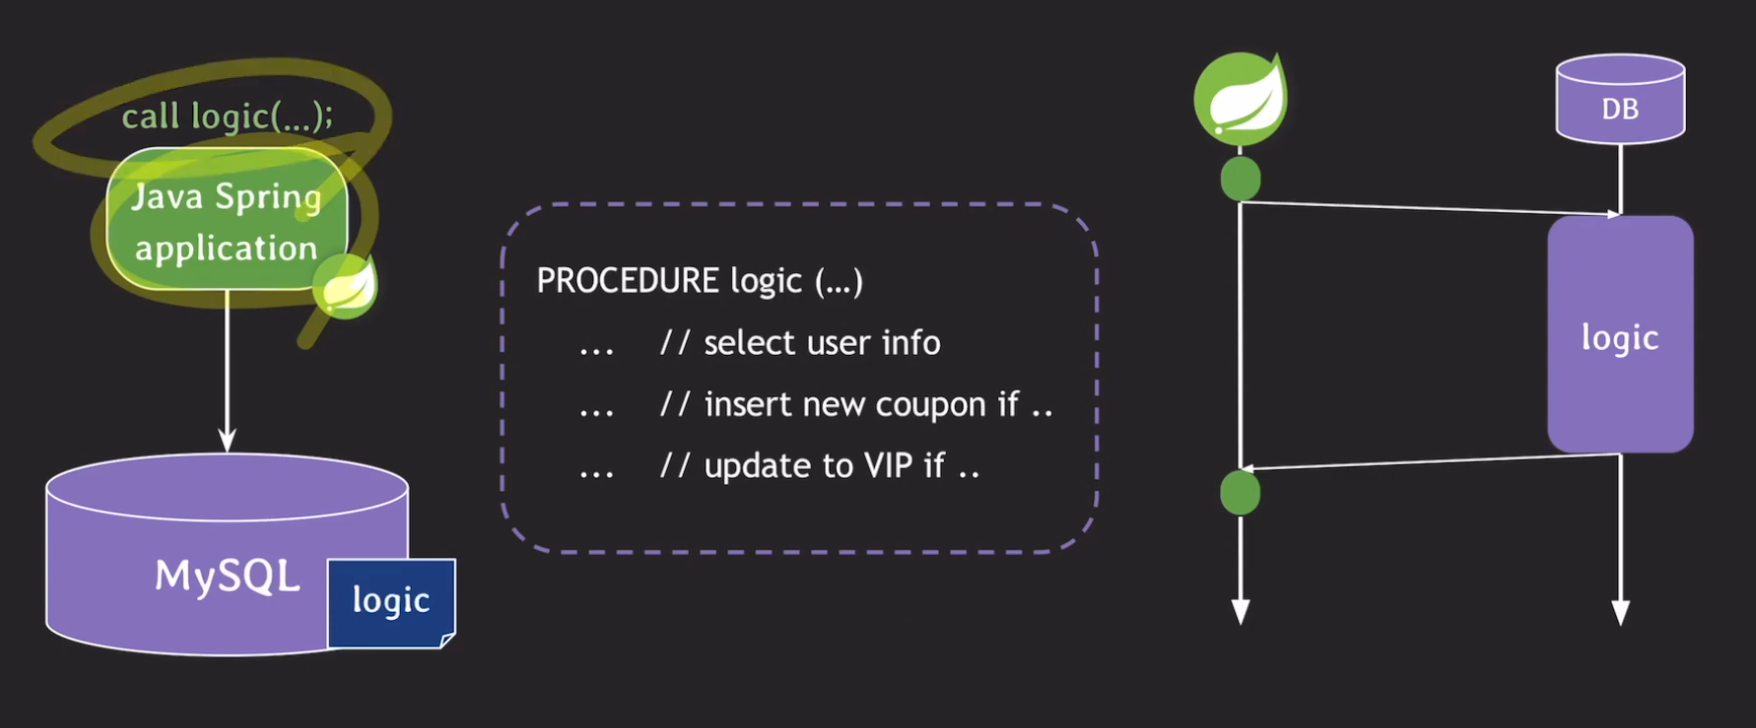 call logic(...);
Java Spring
application
MySQL
logic
PROCEDURE logic (...)
... // select user info
... // insert new coupon if ..
... // update to VIP if ..
DB
logic